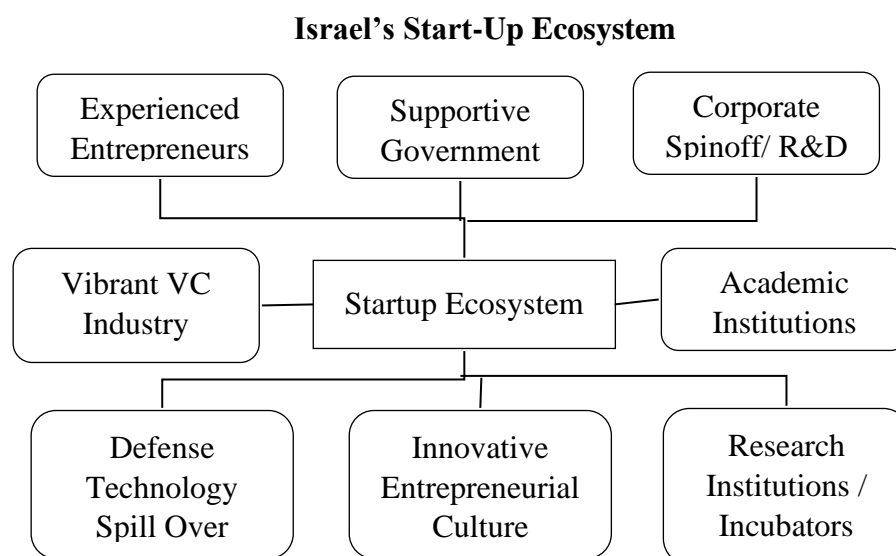 Israel’s Start-Up Ecosystem
Experienced
Entrepreneurs
Supportive
Government
Corporate
Spinoff/ R&D
Vibrant VC
Industry
Startup Ecosystem
Academic
Institutions
Defense
Technology
Spill Over
Innovative
Entrepreneurial
Culture
Research
Institutions /
Incubators